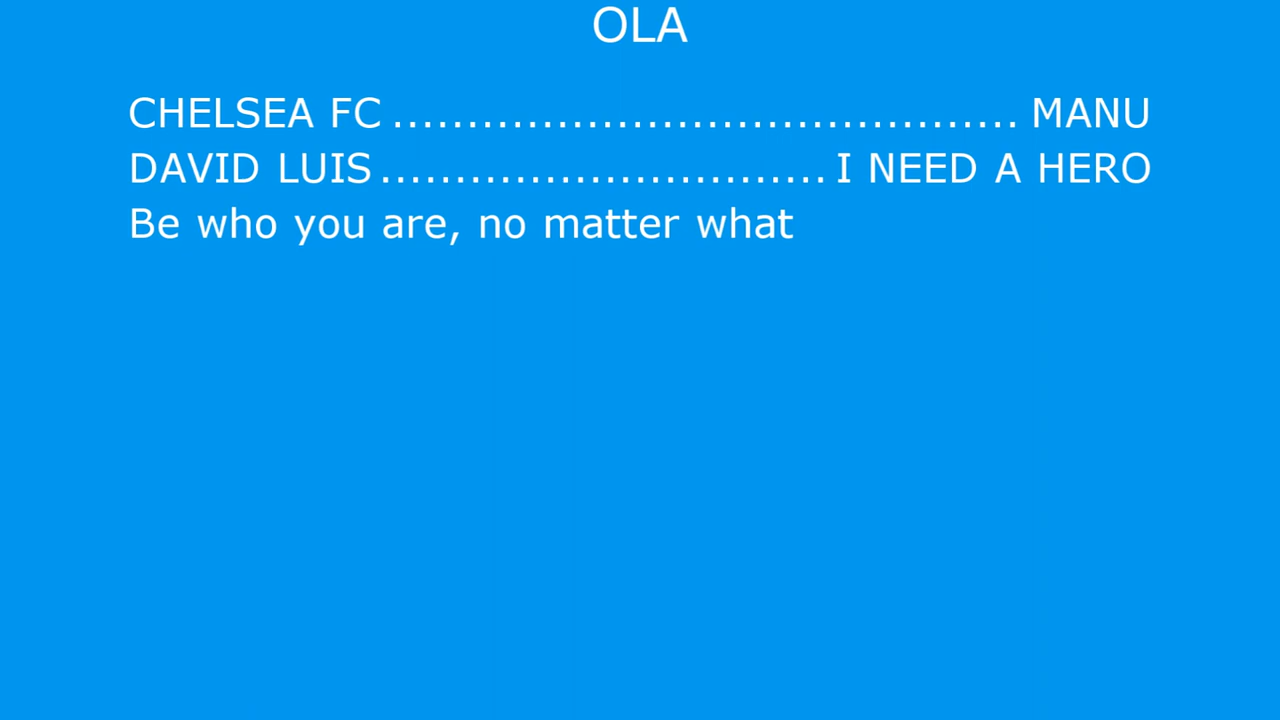 OLA
CHELSEA FC .......................................... MANU
DAVID LUIS .............................. I NEED A HERO
Be who you are, no matter what